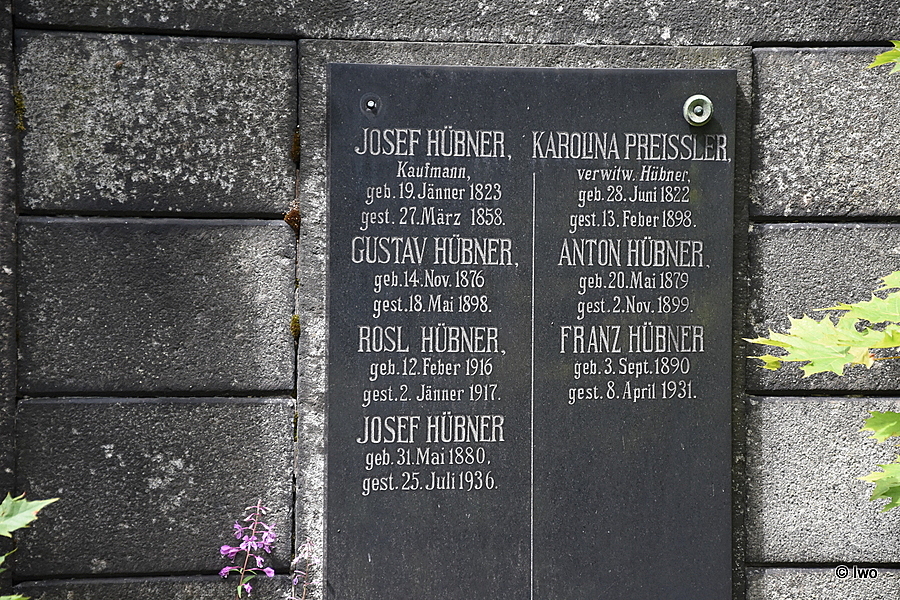 JOSEF HÜBNER,
Kaufmann,
geb. 19. Jänner 1823
gest. 27. März 1858.
GUSTAV HÜBNER,
geb. 14. Nov. 1876
gest. 18. Mai 1898.
ROSL HÜBNER,
geb. 12. Feber 1916
gest. 2. Jänner 1917.
JOSEF HÜBNER
geb. 31. Mai 1880.
gest. 25. Juli 1936.
KAROLINA PREISSLER,
verwitw. Hübner,
geb. 28. Juni 1822
gest. 13. Feber 1898.
ANTON HÜBNER,
geb. 20. Mai 1879
gest. 2. Nov. 1899.
FRANZ HÜBNER
geb. 3. Sept. 1890
gest. 8. April 1931.
© Iwo